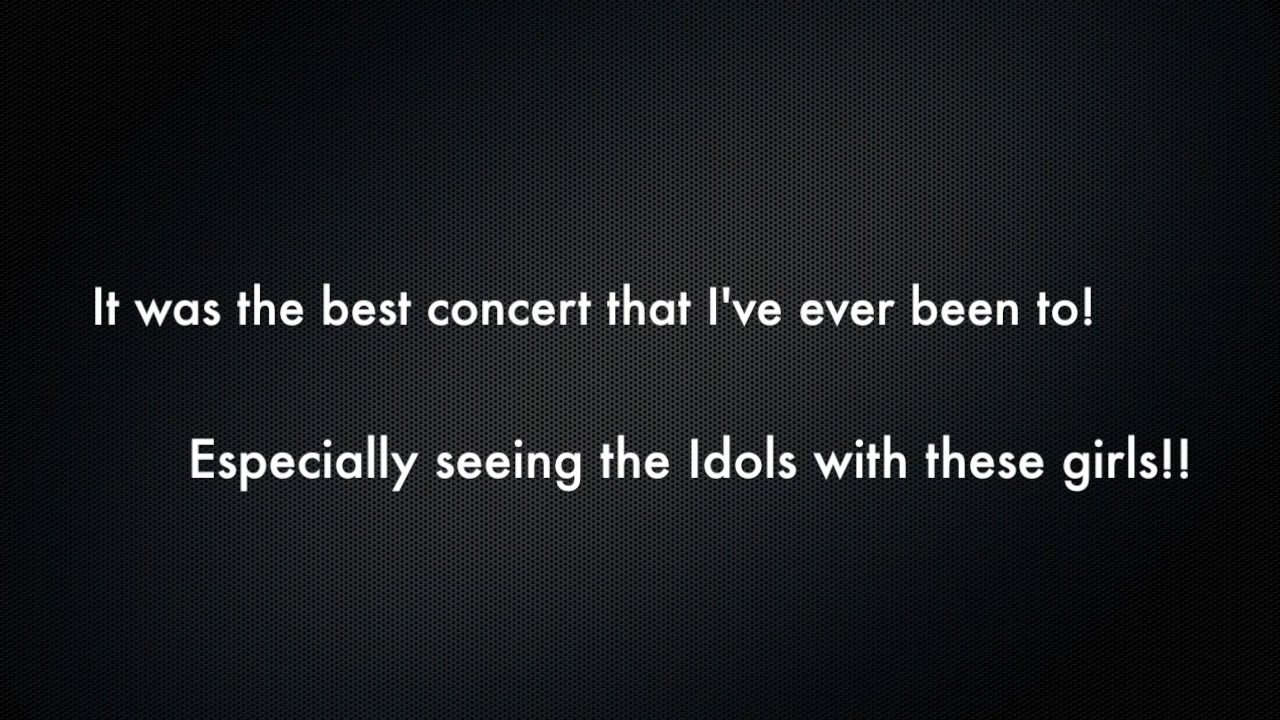 It was the best concert that I've ever been to!
Especially seeing the Idols with these girls!!